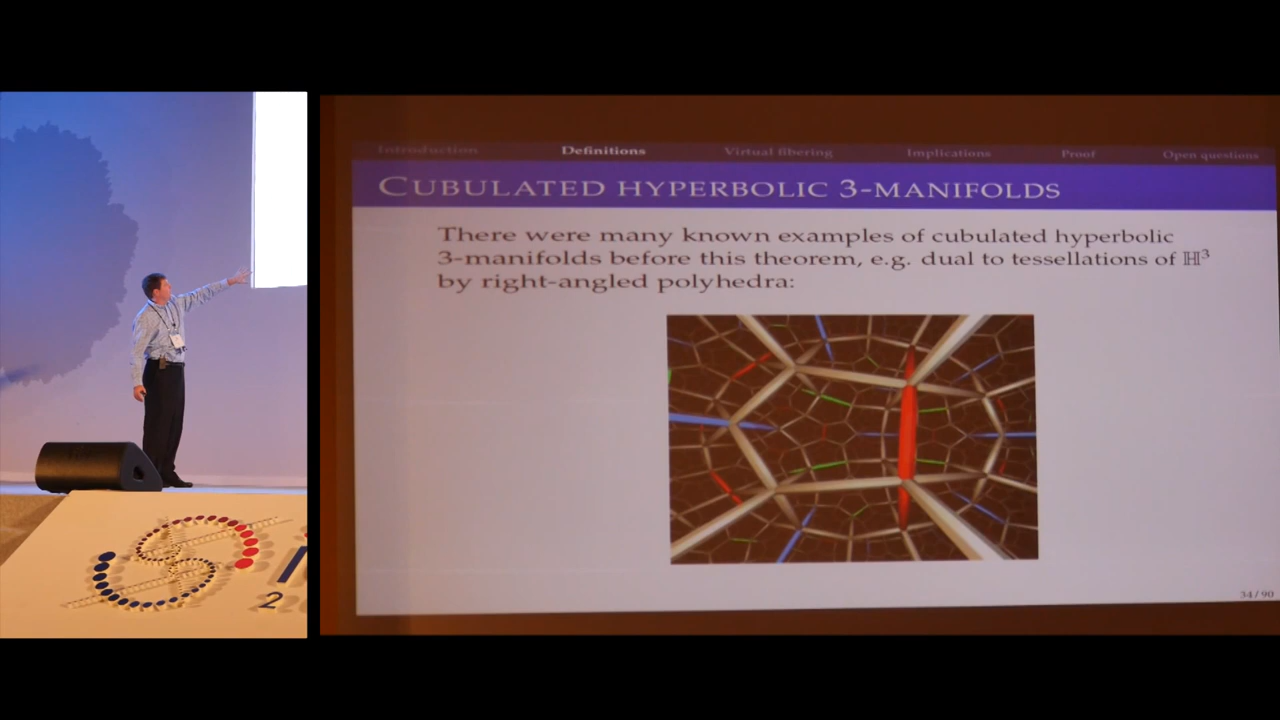 Introduction Definitions Virtual fibering Implications Proof Open questions
CUBULATED HYPERBOLIC 3-MANIFOLDS
There were many known examples of cubulated hyperbolic
3-manifolds before this theorem, e.g. dual to tessellations of ℍ³
by right-angled polyhedra:
34 / 90
2